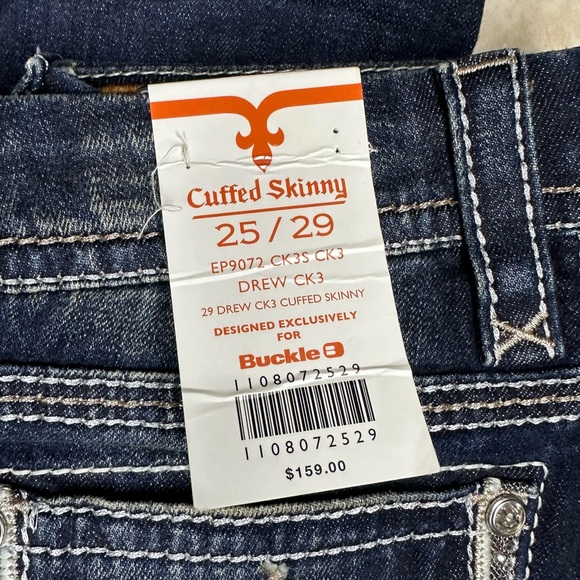 Cuffed Skinny
25 / 29
EP9072 CK3S CK3
DREW CK3
29 DREW CK3 CUFFED SKINNY
DESIGNED EXCLUSIVELY
FOR
Buckle B
1108072529
1108072529
$159.00